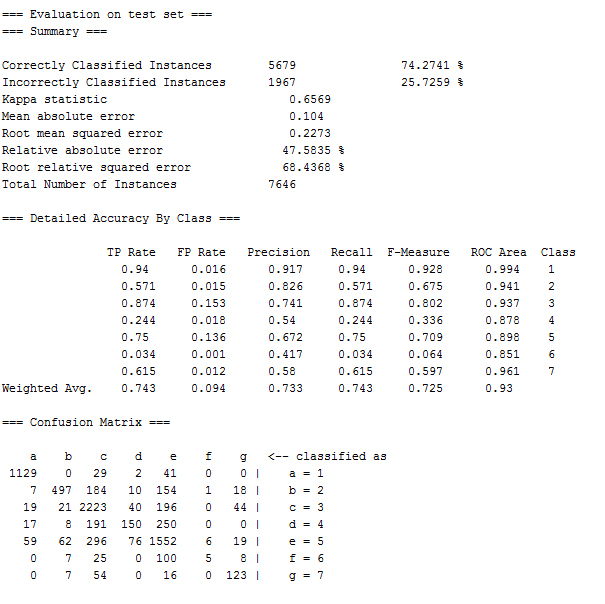 === Evaluation on test set ===
=== Summary ===
Correctly Classified Instances 5679 74.2741 %
Incorrectly Classified Instances 1967 25.7259 %
Kappa statistic 0.6569
Mean absolute error 0.104
Root mean squared error 0.2273
Relative absolute error 47.5835 %
Root relative squared error 68.4368 %
Total Number of Instances 7646
=== Detailed Accuracy By Class ===
TP Rate FP Rate Precision Recall F-Measure ROC Area Class
0.94 0.016 0.917 0.94 0.928 0.994 1
0.571 0.015 0.826 0.571 0.675 0.941 2
0.874 0.153 0.741 0.874 0.802 0.937 3
0.244 0.018 0.54 0.244 0.336 0.878 4
0.75 0.136 0.672 0.75 0.709 0.898 5
0.034 0.001 0.417 0.034 0.064 0.851 6
0.615 0.012 0.58 0.615 0.597 0.961 7
Weighted Avg. 0.743 0.094 0.733 0.743 0.725 0.93
=== Confusion Matrix ===
a b c d e f g <-- classified as
1129 0 29 2 41 0 0 | a = 1
7 497 184 10 154 1 18 | b = 2
19 21 2223 40 196 0 44 | c = 3
17 8 191 150 250 0 0 | d = 4
59 62 296 76 1552 6 19 | e = 5
0 7 25 0 100 5 8 | f = 6
0 7 54 0 16 0 123 | g = 7